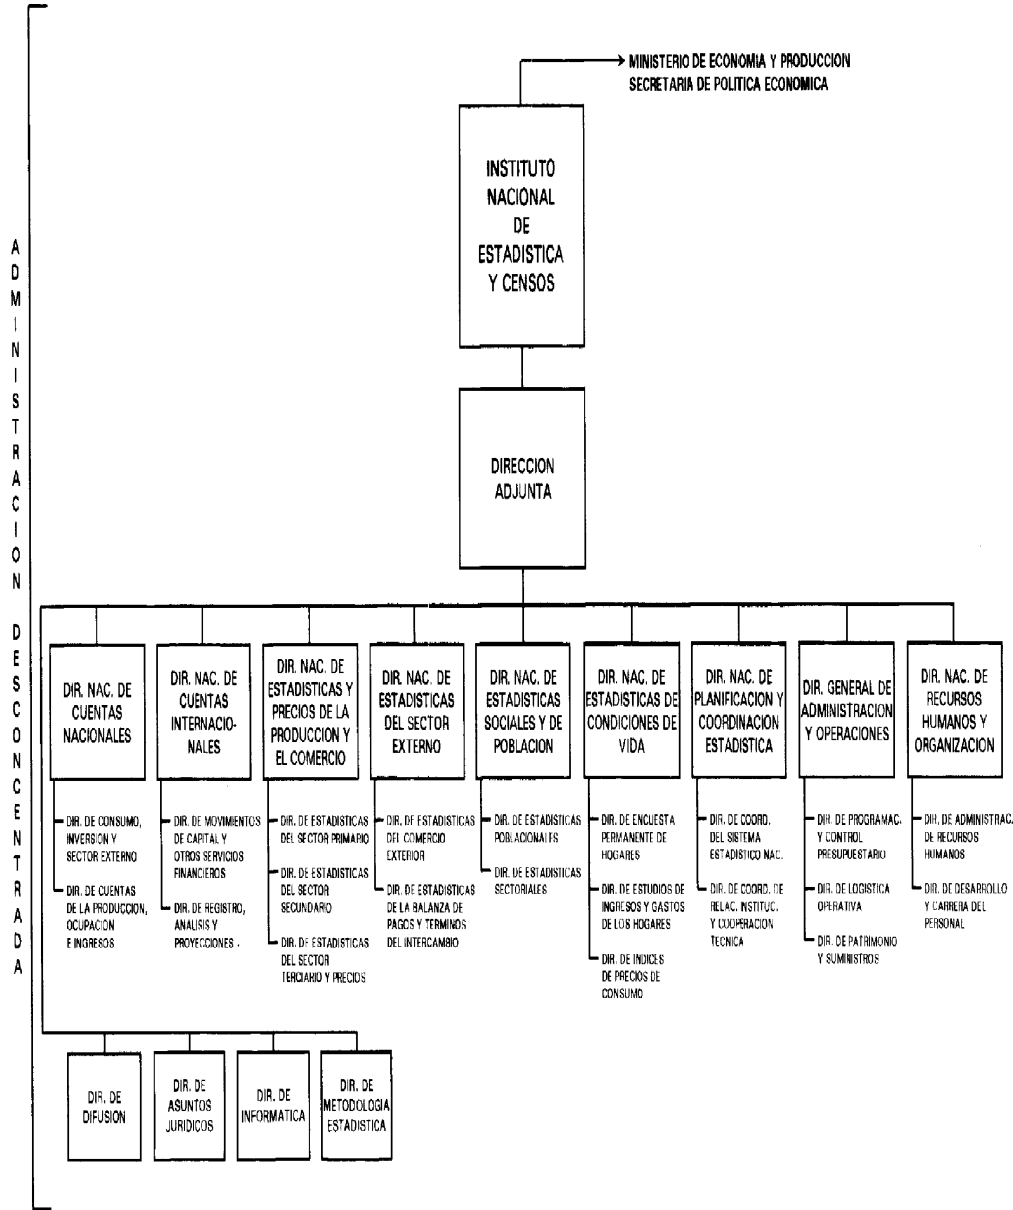 MINISTERIO DE ECONOMIA Y PRODUCCION
SECRETARIA DE POLITICA ECONOMICA
INSTITUTO
NACIONAL
DE
ESTADISTICA
Y CENSOS
ADMINISTRACION DESCONCENTRADA
DIRECCION
ADJUNTA
DIR. NAC. DE
CUENTAS
NACIONALES
DIR. NAC. DE
CUENTAS
INTERNACIO-
NALES
DIR. NAC. DE
ESTADISTICAS Y
PRECIOS DE LA
PRODUCCION Y
EL COMERCIO
DIR. NAC. DE
ESTADISTICAS
DEL SECTOR
EXTERNO
DIR. NAC. DE
ESTADISTICAS
SOCIALES Y DE
POBLACION
DIR. NAC. DE
ESTADISTICAS DE
CONDICIONES DE
VIDA
DIR. NAC. DE
PLANIFICACION Y
COORDINACION
ESTADISTICA
DIR. GENERAL DE
ADMINISTRACION
Y OPERACIONES
DIR. NAC. DE
RECURSOS
HUMANOS Y
ORGANIZACION
DIR. DE CONSUMO,
INVERSION Y
SECTOR EXTERNO
DIR. DE CUENTAS
DE LA PRODUCCION,
OCUPACION
E INGRESOS
DIR. DE MOVIMIENTOS
DE CAPITAL Y
OTROS SERVICIOS
FINANCIEROS
DIR. DE REGISTRO,
ANALISIS Y
PROYECCIONES .
DIR. DE ESTADISTICAS
DEL SECTOR PRIMARIO
DIR. DE ESTADISTICAS
DEL SECTOR
SECUNDARIO
DIR. DE ESTADISTICAS
DEL SECTOR
TERCIARIO Y PRECIOS
DIR. DE ESTADISTICAS
DEL COMERCIO
EXTERIOR
DIR. DE ESTADISTICAS
DE LA BALANZA DE
PAGOS Y TERMINOS
DEL INTERCAMBIO
DIR. DE ESTADISTICAS
POBLACIONALES
DIR. DE ESTADISTICAS
SECTORIALES
DIR. DE ENCUESTA
PERMANENTE DE
HOGARES
DIR. DE ESTUDIOS DE
INGRESOS Y GASTOS
DE LOS HOGARES
DIR. DE INDICES
DE PRECIOS DE
CONSUMO
DIR. DE COORD.
DEL SISTEMA
ESTADISTICO NAC.
DIR. DE COORD. DE
RELAC. INSTITUC.
Y COOPERACION
TECNICA
DIR. DE PROGRAMAC.
Y CONTROL
PRESUPUESTARIO
DIR. DE LOGISTICA
OPERATIVA
DIR. DE PATRIMONIO
Y SUMINISTROS
DIR. DE ADMINISTRAC.
DE RECURSOS
HUMANOS
DIR. DE DESARROLLO
Y CARRERA DEL
PERSONAL
DIR. DE
DIFUSION
DIR. DE
ASUNTOS
JURIDICOS
DIR. DE
INFORMATICA
DIR. DE
METODOLOGIA
ESTADISTICA